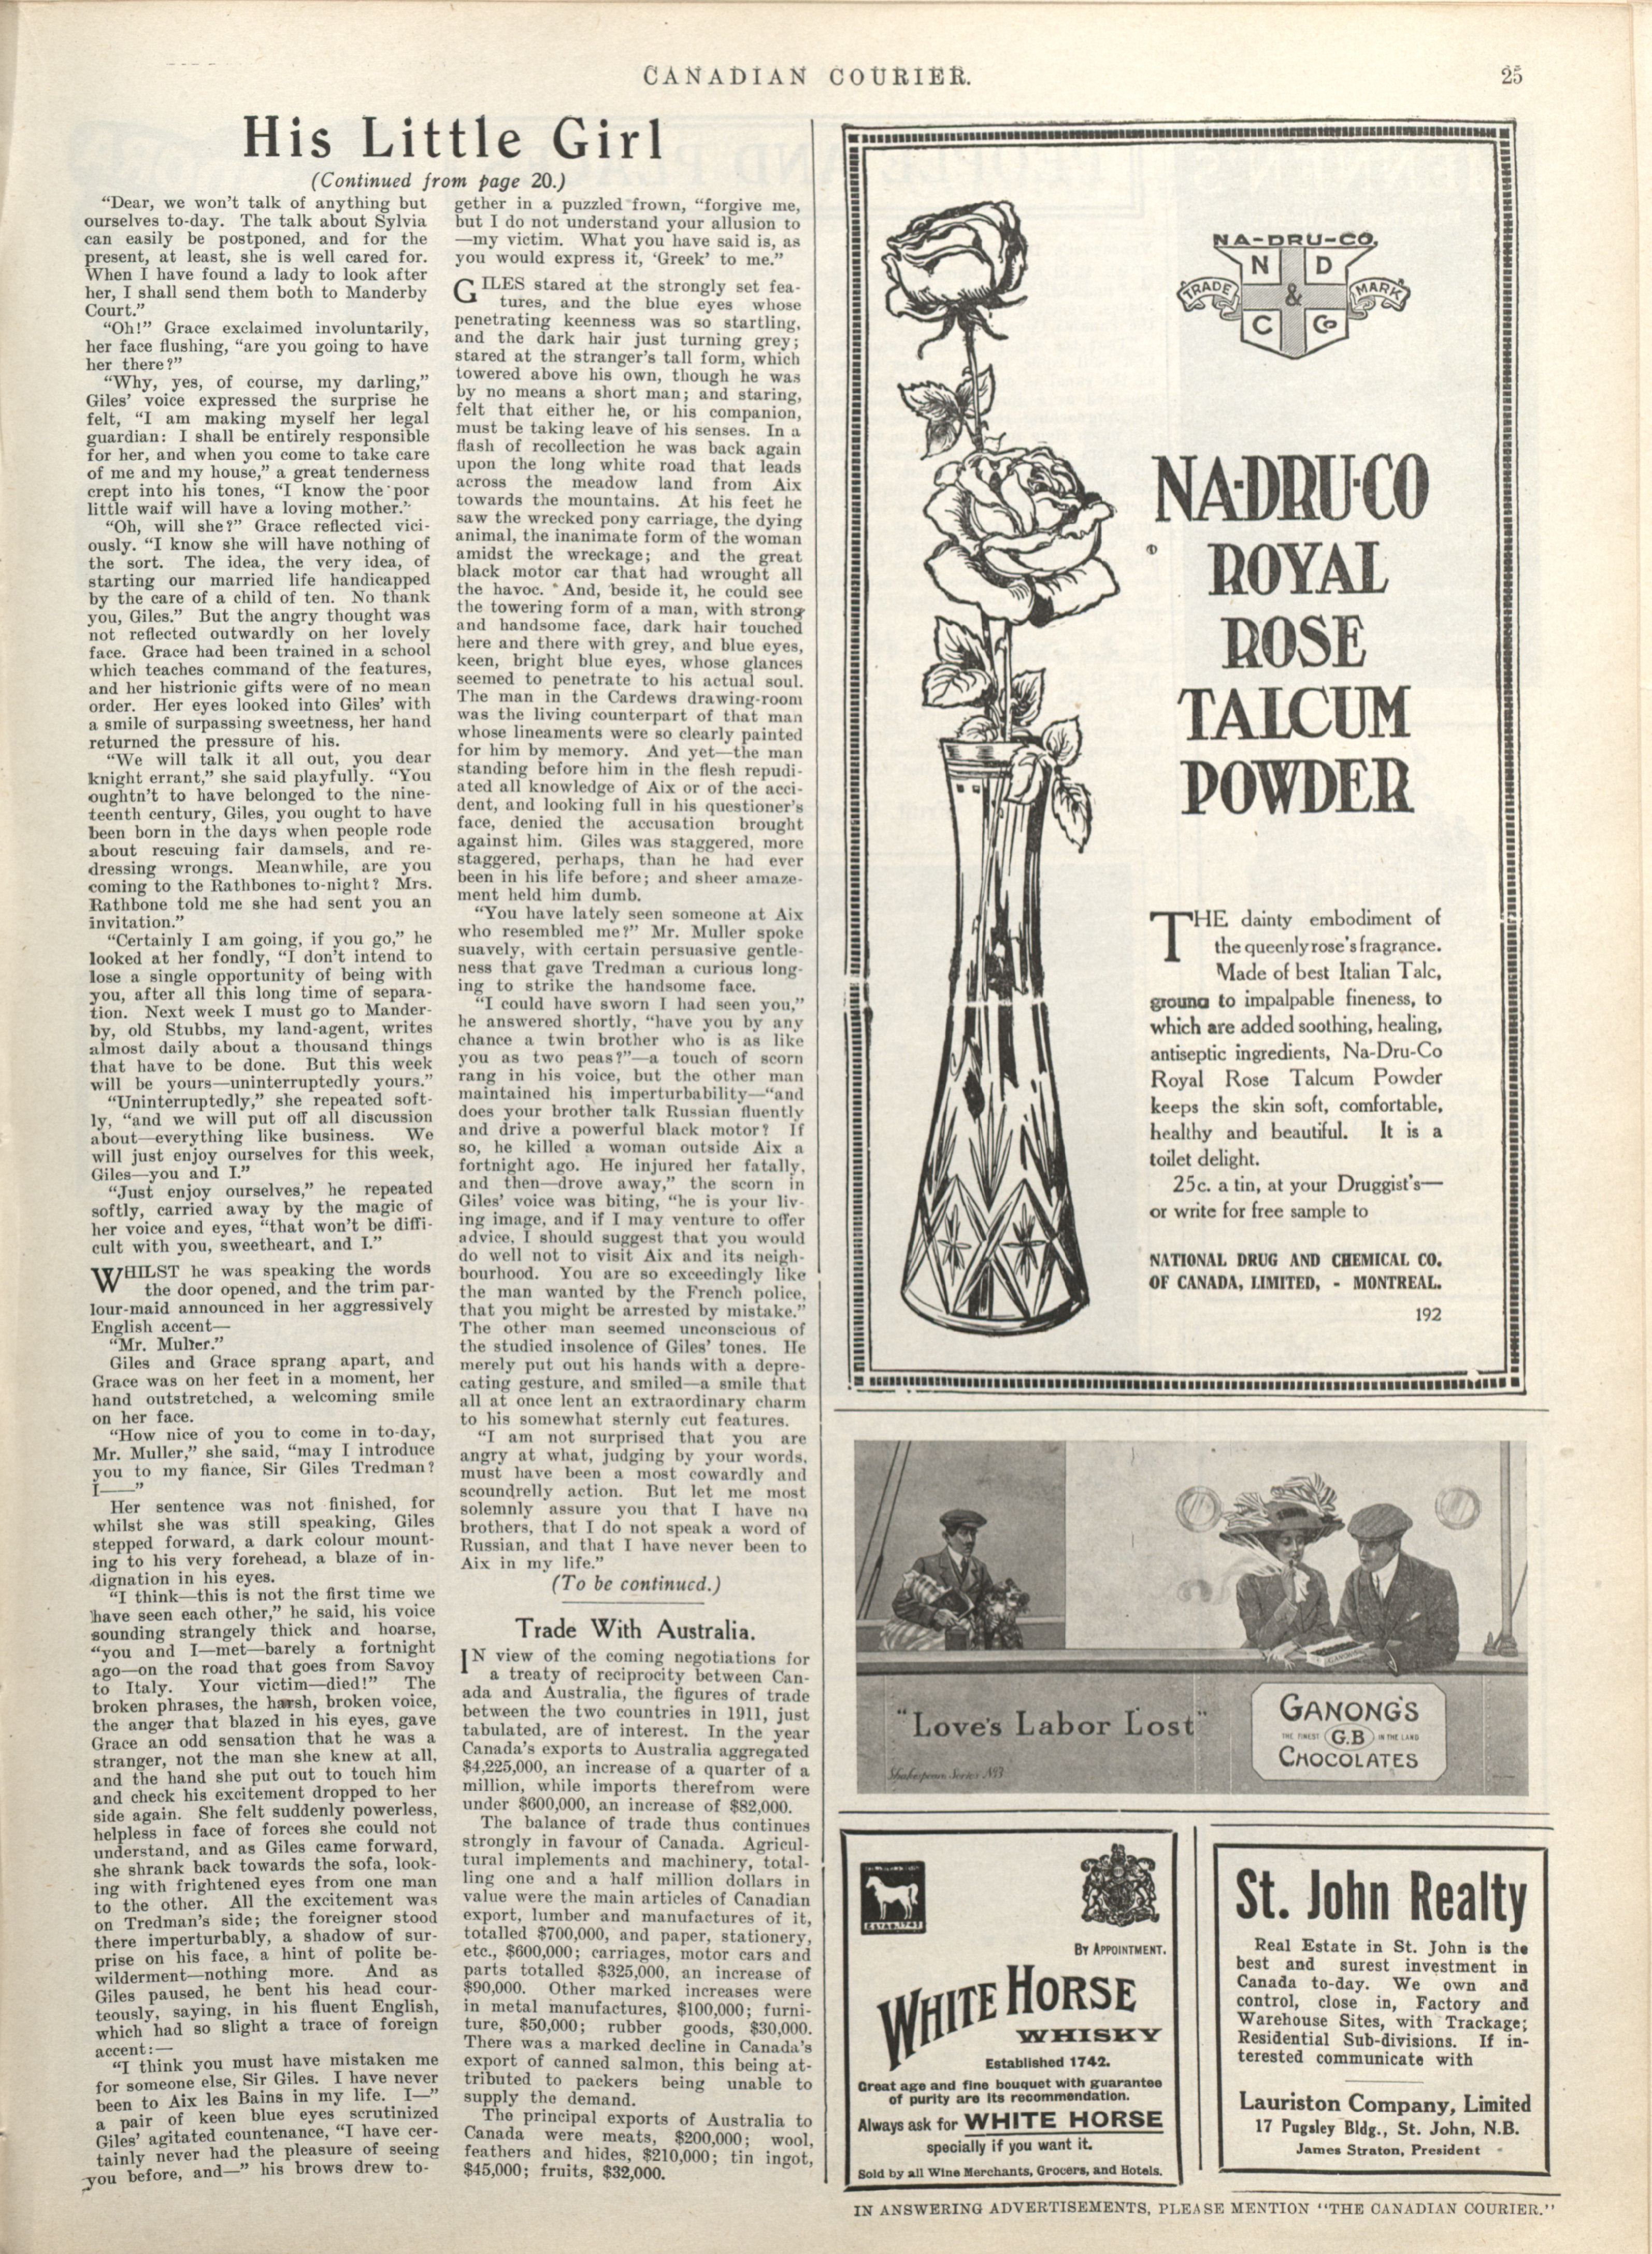 CANADIAN COURIER.
25
His Little Girl
(Continued from page 20.)
“Dear, we won't talk of anything but
ourselves to-day. The talk about Sylvia
can easily be postponed, and for the
present, at least, she is well cared for.
When I have found a lady to look after
her, I shall send them both to Manderby
Court.”
“Oh!” Grace exclaimed involuntarily,
her face flushing, “are you going to have
her there?”
“Why, yes, of course, my darling,”
Giles' voice expressed the surprise he
felt, “I am making myself her legal
guardian: I shall be entirely responsible
for her, and when you come to take care
of me and my house,” a great tenderness
crept into his tones, “I know the poor
little waif will have a loving mother.”
“Oh, will she?” Grace reflected vici-
ously. “I know she will have nothing of
the sort. The idea, the very idea, of
starting our married life handicapped
by the care of a child of ten. No thank
you, Giles.” But the angry thought was
not reflected outwardly on her lovely
face. Grace had been trained in a school
which teaches command of the features,
and her histrionic gifts were of no mean
order. Her eyes looked into Giles' with
a smile of surpassing sweetness, her hand
returned the pressure of his.
“We will talk it all out, you dear
knight errant,” she said playfully. “You
oughtn't to have belonged to the nine-
teenth century, Giles, you ought to have
been born in the days when people rode
about rescuing fair damsels, and re-
dressing wrongs. Meanwhile, are you
coming to the Rathbones to-night? Mrs.
Rathbone told me she had sent you an
invitation.”
“Certainly I am going, if you go,” he
looked at her fondly, “I don't intend to
lose a single opportunity of being with
you, after all this long time of separa-
tion. Next week I must go to Mander-
by, old Stubbs, my land-agent, writes
almost daily about a thousand things
that have to be done. But this week
will be yours—uninterruptedly yours.”
“Uninterruptedly,” she repeated soft-
ly, “and we will put off all discussion
about—everything like business. We
will just enjoy ourselves for this week,
Giles—you and I.”
“Just enjoy ourselves,” he repeated
softly, carried away by the magic of
her voice and eyes, “that won't be diffi-
cult with you, sweetheart, and I.”
WHILST he was speaking the words
the door opened, and the trim par-
lour-maid announced in her aggressively
English accent—
“Mr. Muller.”
Giles and Grace sprang apart, and
Grace was on her feet in a moment, her
hand outstretched, a welcoming smile
on her face.
“How nice of you to come in to-day,
Mr. Muller,” she said, “may I introduce
you to my fiance, Sir Giles Tredman?
I——”
Her sentence was not finished, for
whilst she was still speaking, Giles
stepped forward, a dark colour mount-
ing to his very forehead, a blaze of in-
dignation in his eyes.
“I think—this is not the first time we
have seen each other,” he said, his voice
sounding strangely thick and hoarse,
“you and I—met—barely a fortnight
ago—on the road that goes from Savoy
to Italy. Your victim—died!” The
broken phrases, the harsh, broken voice,
the anger that blazed in his eyes, gave
Grace an odd sensation that he was a
stranger, not the man she knew at all,
and the hand she put out to touch him
and check his excitement dropped to her
side again. She felt suddenly powerless,
helpless in face of forces she could not
understand, and as Giles came forward,
she shrank back towards the sofa, look-
ing with frightened eyes from one man
to the other. All the excitement was
on Tredman's side; the foreigner stood
there imperturbably, a shadow of sur-
prise on his face, a hint of polite be-
wilderment—nothing more. And as
Giles paused, he bent his head cour-
teously, saying, in his fluent English,
which had so slight a trace of foreign
accent:—
“I think you must have mistaken me
for someone else, Sir Giles. I have never
been to Aix les Bains in my life. I—”
a pair of keen blue eyes scrutinized
Giles' agitated countenance, “I have cer-
tainly never had the pleasure of seeing
you before, and—” his brows drew to-
gether in a puzzled frown, “forgive me,
but I do not understand your allusion to
—my victim. What you have said is, as
you would express it, ‘Greek’ to me.”
GILES stared at the strongly set fea-
tures, and the blue eyes whose
penetrating keenness was so startling,
and the dark hair just turning grey;
stared at the stranger's tall form, which
towered above his own, though he was
by no means a short man; and staring,
felt that either he, or his companion,
must be taking leave of his senses. In a
flash of recollection he was back again
upon the long white road that leads
across the meadow land from Aix
towards the mountains. At his feet he
saw the wrecked pony carriage, the dying
animal, the inanimate form of the woman
amidst the wreckage; and the great
black motor car that had wrought all
the havoc. And, beside it, he could see
the towering form of a man, with strong
and handsome face, dark hair touched
here and there with grey, and blue eyes,
keen, bright blue eyes, whose glances
seemed to penetrate to his actual soul.
The man in the Cardews drawing-room
was the living counterpart of that man
whose lineaments were so clearly painted
for him by memory. And yet—the man
standing before him in the flesh repudi-
ated all knowledge of Aix or of the acci-
dent, and looking full in his questioner's
face, denied the accusation brought
against him. Giles was staggered, more
staggered, perhaps, than he had ever
been in his life before; and sheer amaze-
ment held him dumb.
“You have lately seen someone at Aix
who resembled me?” Mr. Muller spoke
suavely, with certain persuasive gentle-
ness that gave Tredman a curious long-
ing to strike the handsome face.
“I could have sworn I had seen you,”
he answered shortly, “have you by any
chance a twin brother who is as like
you as two peas?”—a touch of scorn
rang in his voice, but the other man
maintained his imperturbability—“and
does your brother talk Russian fluently
and drive a powerful black motor? If
so, he killed a woman outside Aix a
fortnight ago. He injured her fatally,
and then—drove away,” the scorn in
Giles' voice was biting, “he is your liv-
ing image, and if I may venture to offer
advice, I should suggest that you would
do well not to visit Aix and its neigh-
bourhood. You are so exceedingly like
the man wanted by the French police,
that you might be arrested by mistake.”
The other man seemed unconscious of
the studied insolence of Giles' tones. He
merely put out his hands with a depre-
cating gesture, and smiled—a smile that
all at once lent an extraordinary charm
to his somewhat sternly cut features.
“I am not surprised that you are
angry at what, judging by your words,
must have been a most cowardly and
scoundrelly action. But let me most
solemnly assure you that I have no
brothers, that I do not speak a word of
Russian, and that I have never been to
Aix in my life.”
(To be continued.)
Trade With Australia.
IN view of the coming negotiations for
a treaty of reciprocity between Can-
ada and Australia, the figures of trade
between the two countries in 1911, just
tabulated, are of interest. In the year
Canada's exports to Australia aggregated
$4,225,000, an increase of a quarter of a
million, while imports therefrom were
under $600,000, an increase of $82,000.
The balance of trade thus continues
strongly in favour of Canada. Agricul-
tural implements and machinery, total-
ling one and a half million dollars in
value were the main articles of Canadian
export, lumber and manufactures of it,
totalled $700,000, and paper, stationery,
etc., $600,000; carriages, motor cars and
parts totalled $325,000, an increase of
$90,000. Other marked increases were
in metal manufactures, $100,000; furni-
ture, $50,000; rubber goods, $30,000.
There was a marked decline in Canada's
export of canned salmon, this being at-
tributed to packers being unable to
supply the demand.
The principal exports of Australia to
Canada were meats, $200,000; wool,
feathers and hides, $210,000; tin ingot,
$45,000; fruits, $32,000.
NA-DRU-CO.
N D
TRADE & MARK
C Co
NA-DRU-CO
ROYAL
ROSE
TALCUM
POWDER
THE dainty embodiment of
the queenly rose's fragrance.
Made of best Italian Talc,
ground to impalpable fineness, to
which are added soothing, healing,
antiseptic ingredients, Na-Dru-Co
Royal Rose Talcum Powder
keeps the skin soft, comfortable,
healthy and beautiful. It is a
toilet delight.
25c. a tin, at your Druggist's—
or write for free sample to
NATIONAL DRUG AND CHEMICAL CO.
OF CANADA, LIMITED, - MONTREAL.
192
“Love's Labor Lost”
Shakespean Series No3
GANONG'S
THE FINEST G.B IN THE LAND
CHOCOLATES
ESTAB. 1742
BY APPOINTMENT.
WHITE HORSE
WHISKY
Established 1742.
Great age and fine bouquet with guarantee
of purity are its recommendation.
Always ask for WHITE HORSE
specially if you want it.
Sold by all Wine Merchants, Grocers, and Hotels.
St. John Realty
Real Estate in St. John is the
best and surest investment in
Canada to-day. We own and
control, close in, Factory and
Warehouse Sites, with Trackage;
Residential Sub-divisions. If in-
terested communicate with
Lauriston Company, Limited
17 Pugsley Bldg., St. John, N.B.
James Straton, President
IN ANSWERING ADVERTISEMENTS, PLEASE MENTION “THE CANADIAN COURIER.”